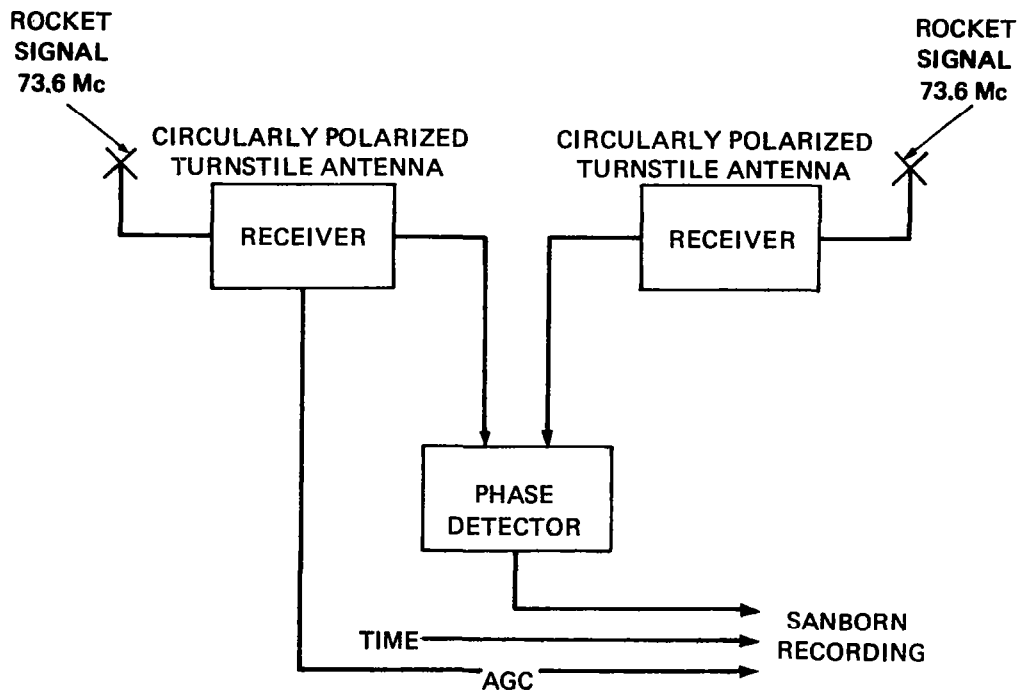 ROCKET
SIGNAL
73.6 Mc
ROCKET
SIGNAL
73.6 Mc
CIRCULARLY POLARIZED
TURNSTILE ANTENNA
CIRCULARLY POLARIZED
TURNSTILE ANTENNA
RECEIVER
RECEIVER
PHASE
DETECTOR
TIME
AGC
SANBORN
RECORDING